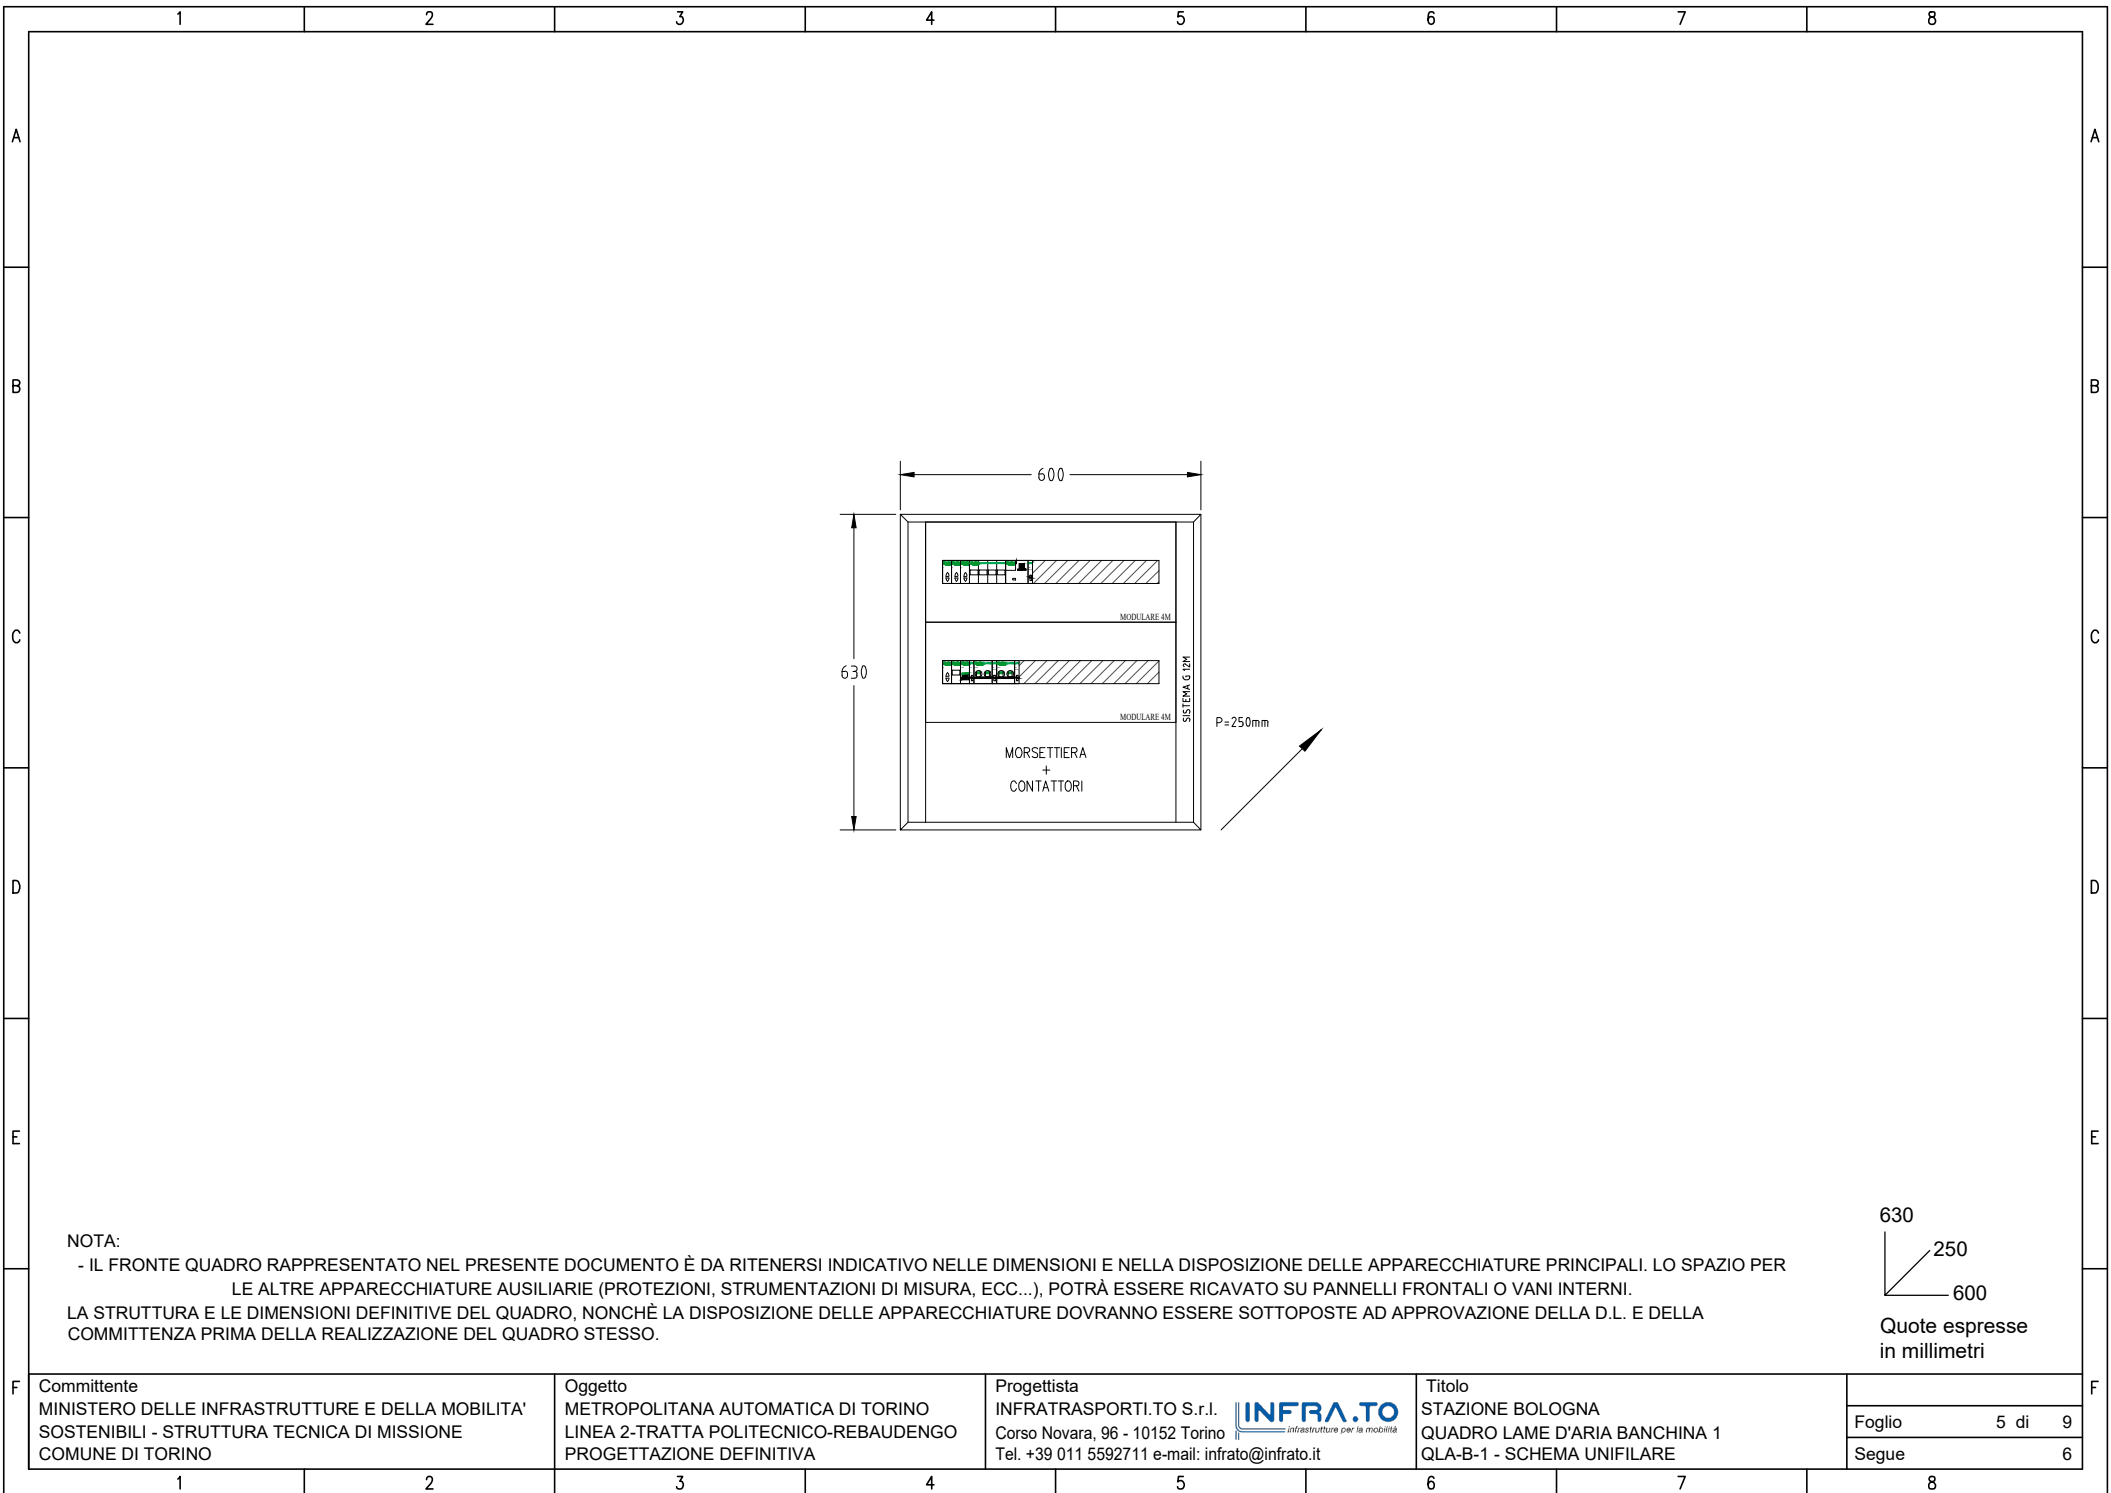 1 2 3 4 5 6 7 8
A A
B B
600
MODULARE 4M
C C
630
SISTEMA G 12M
MODULARE 4M
P=250mm
MORSETTIERA
+
CONTATTORI
D D
E E
NOTA:
- IL FRONTE QUADRO RAPPRESENTATO NEL PRESENTE DOCUMENTO È DA RITENERSI INDICATIVO NELLE DIMENSIONI E NELLA DISPOSIZIONE DELLE APPARECCHIATURE PRINCIPALI. LO SPAZIO PER
LE ALTRE APPARECCHIATURE AUSILIARIE (PROTEZIONI, STRUMENTAZIONI DI MISURA, ECC...), POTRÀ ESSERE RICAVATO SU PANNELLI FRONTALI O VANI INTERNI.
LA STRUTTURA E LE DIMENSIONI DEFINITIVE DEL QUADRO, NONCHÈ LA DISPOSIZIONE DELLE APPARECCHIATURE DOVRANNO ESSERE SOTTOPOSTE AD APPROVAZIONE DELLA D.L. E DELLA
COMMITTENZA PRIMA DELLA REALIZZAZIONE DEL QUADRO STESSO.
630
250
600
Quote espresse
in millimetri
F F
Committente
MINISTERO DELLE INFRASTRUTTURE E DELLA MOBILITA'
SOSTENIBILI - STRUTTURA TECNICA DI MISSIONE
COMUNE DI TORINO
Oggetto
METROPOLITANA AUTOMATICA DI TORINO
LINEA 2-TRATTA POLITECNICO-REBAUDENGO
PROGETTAZIONE DEFINITIVA
Progettista
INFRATRASPORTI.TO S.r.l.
Corso Novara, 96 - 10152 Torino
Tel. +39 011 5592711 e-mail: infrato@infrato.it
INFRA.TO
infrastrutture per la mobilità
Titolo
STAZIONE BOLOGNA
QUADRO LAME D'ARIA BANCHINA 1
QLA-B-1 - SCHEMA UNIFILARE
Foglio 5 di 9
Segue 6
1 2 3 4 5 6 7 8